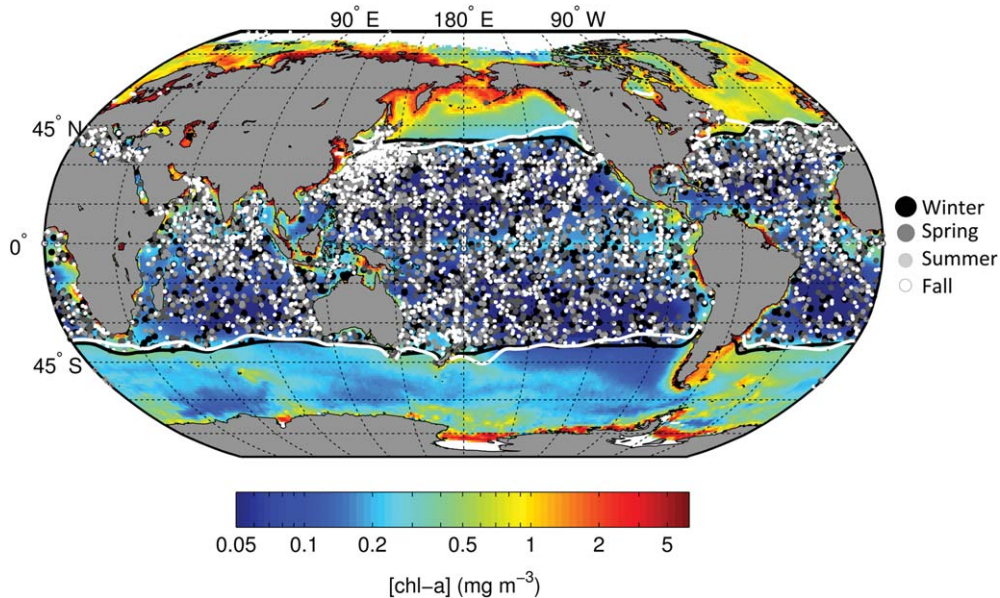 90° E 180° E 90° W
45° N
0°
45° S
Winter
Spring
Summer
Fall
0.05 0.1 0.2 0.5 1 2 5
[chl-a] (mg m⁻³)